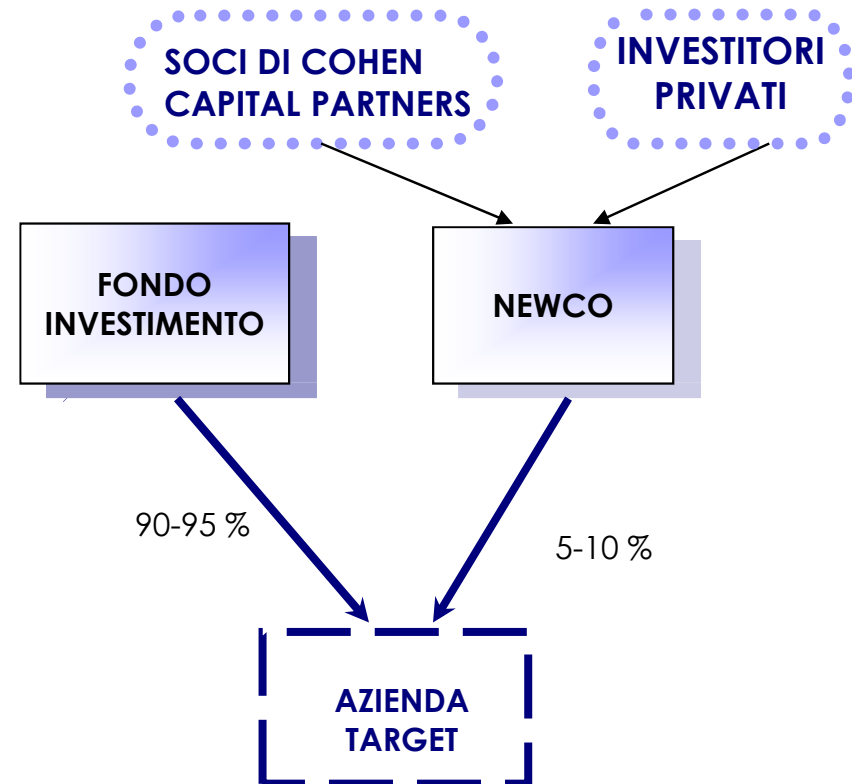 SOCI DI COHEN
CAPITAL PARTNERS
INVESTITORI
PRIVATI
FONDO
INVESTIMENTO
NEWCO
90-95 %
5-10 %
AZIENDA
TARGET